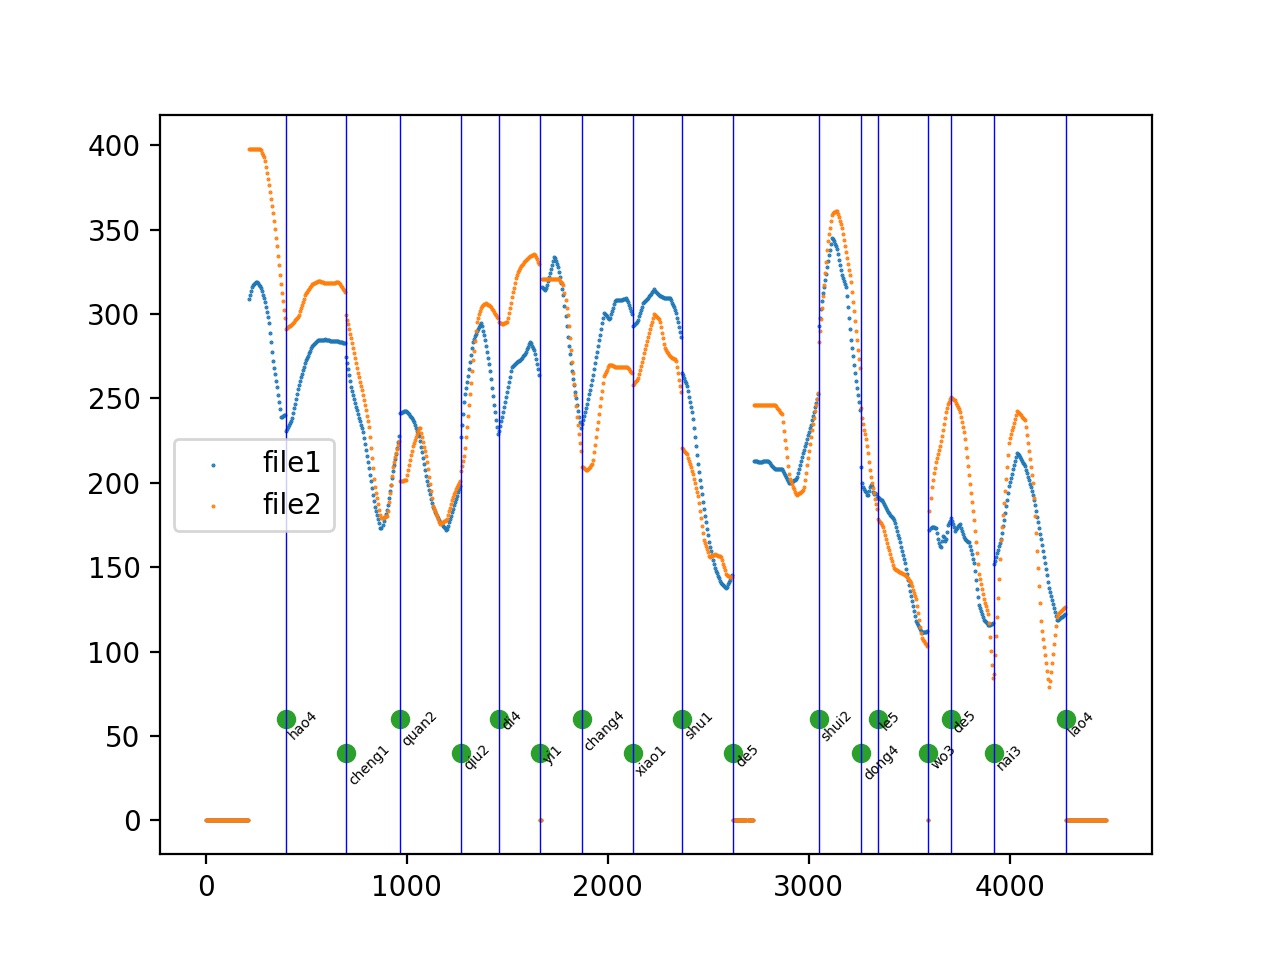 400
350
300
250
200
150
100
50
0
file1
file2
hao4
cheng1
quan2
qiu2
di4
yi1
chang4
xiao1
shu1
de5
shui2
dong4
le5
wo3
de5
nai3
lao4
0
1000
2000
3000
4000